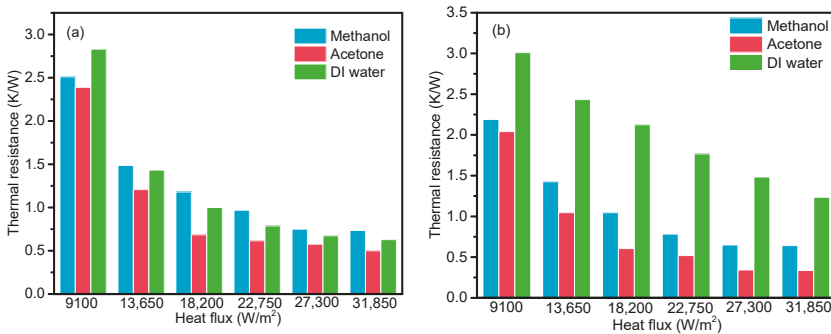 (a)
Methanol
Acetone
DI water
Thermal resistance (K/W)
2.5
2.0
1.5
1.0
0.5
0.0
3.0
9100 13,650 18,200 22,750 27,300 31,850
Heat flux (W/m²)
(b)
Methanol
Acetone
DI water
Thermal resistance (K/W)
3.5
3.0
2.5
2.0
1.5
1.0
0.5
0.0
9100 13,650 18,200 22,750 27,300 31,850
Heat flux (W/m²)